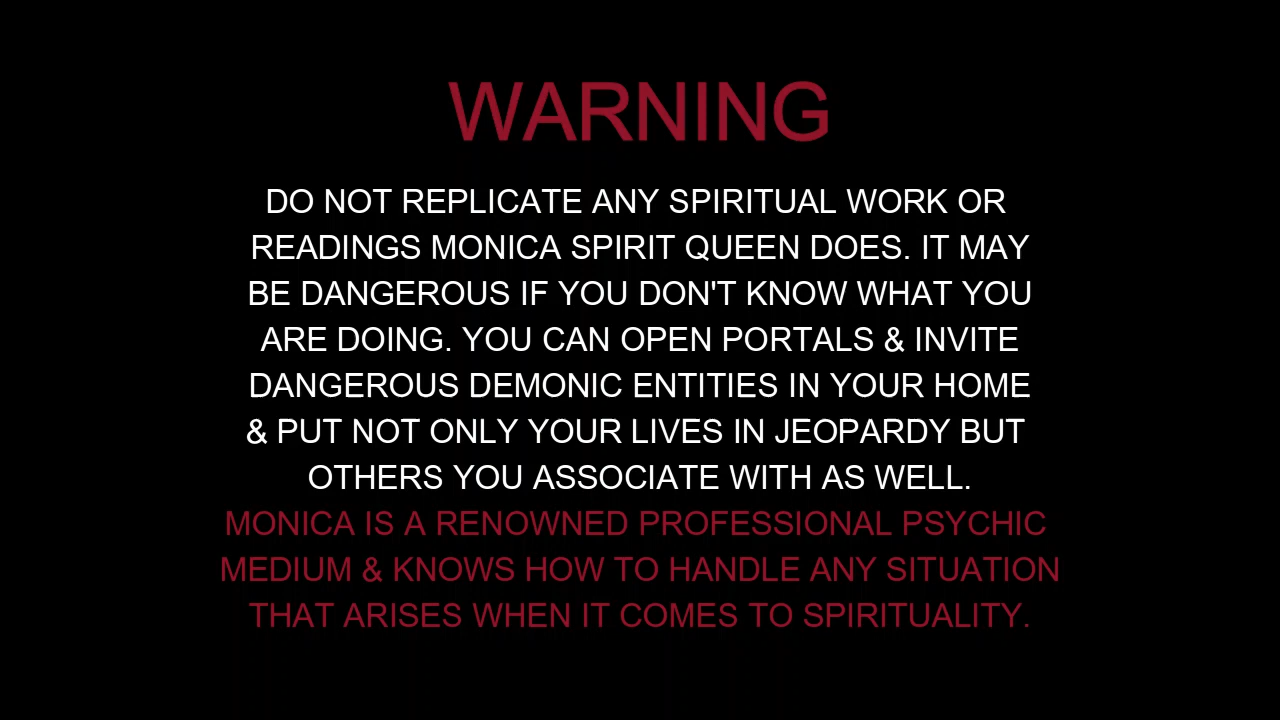 WARNING
DO NOT REPLICATE ANY SPIRITUAL WORK OR
READINGS MONICA SPIRIT QUEEN DOES. IT MAY
BE DANGEROUS IF YOU DON'T KNOW WHAT YOU
ARE DOING. YOU CAN OPEN PORTALS & INVITE
DANGEROUS DEMONIC ENTITIES IN YOUR HOME
& PUT NOT ONLY YOUR LIVES IN JEOPARDY BUT
OTHERS YOU ASSOCIATE WITH AS WELL.
MONICA IS A RENOWNED PROFESSIONAL PSYCHIC
MEDIUM & KNOWS HOW TO HANDLE ANY SITUATION
THAT ARISES WHEN IT COMES TO SPIRITUALITY.